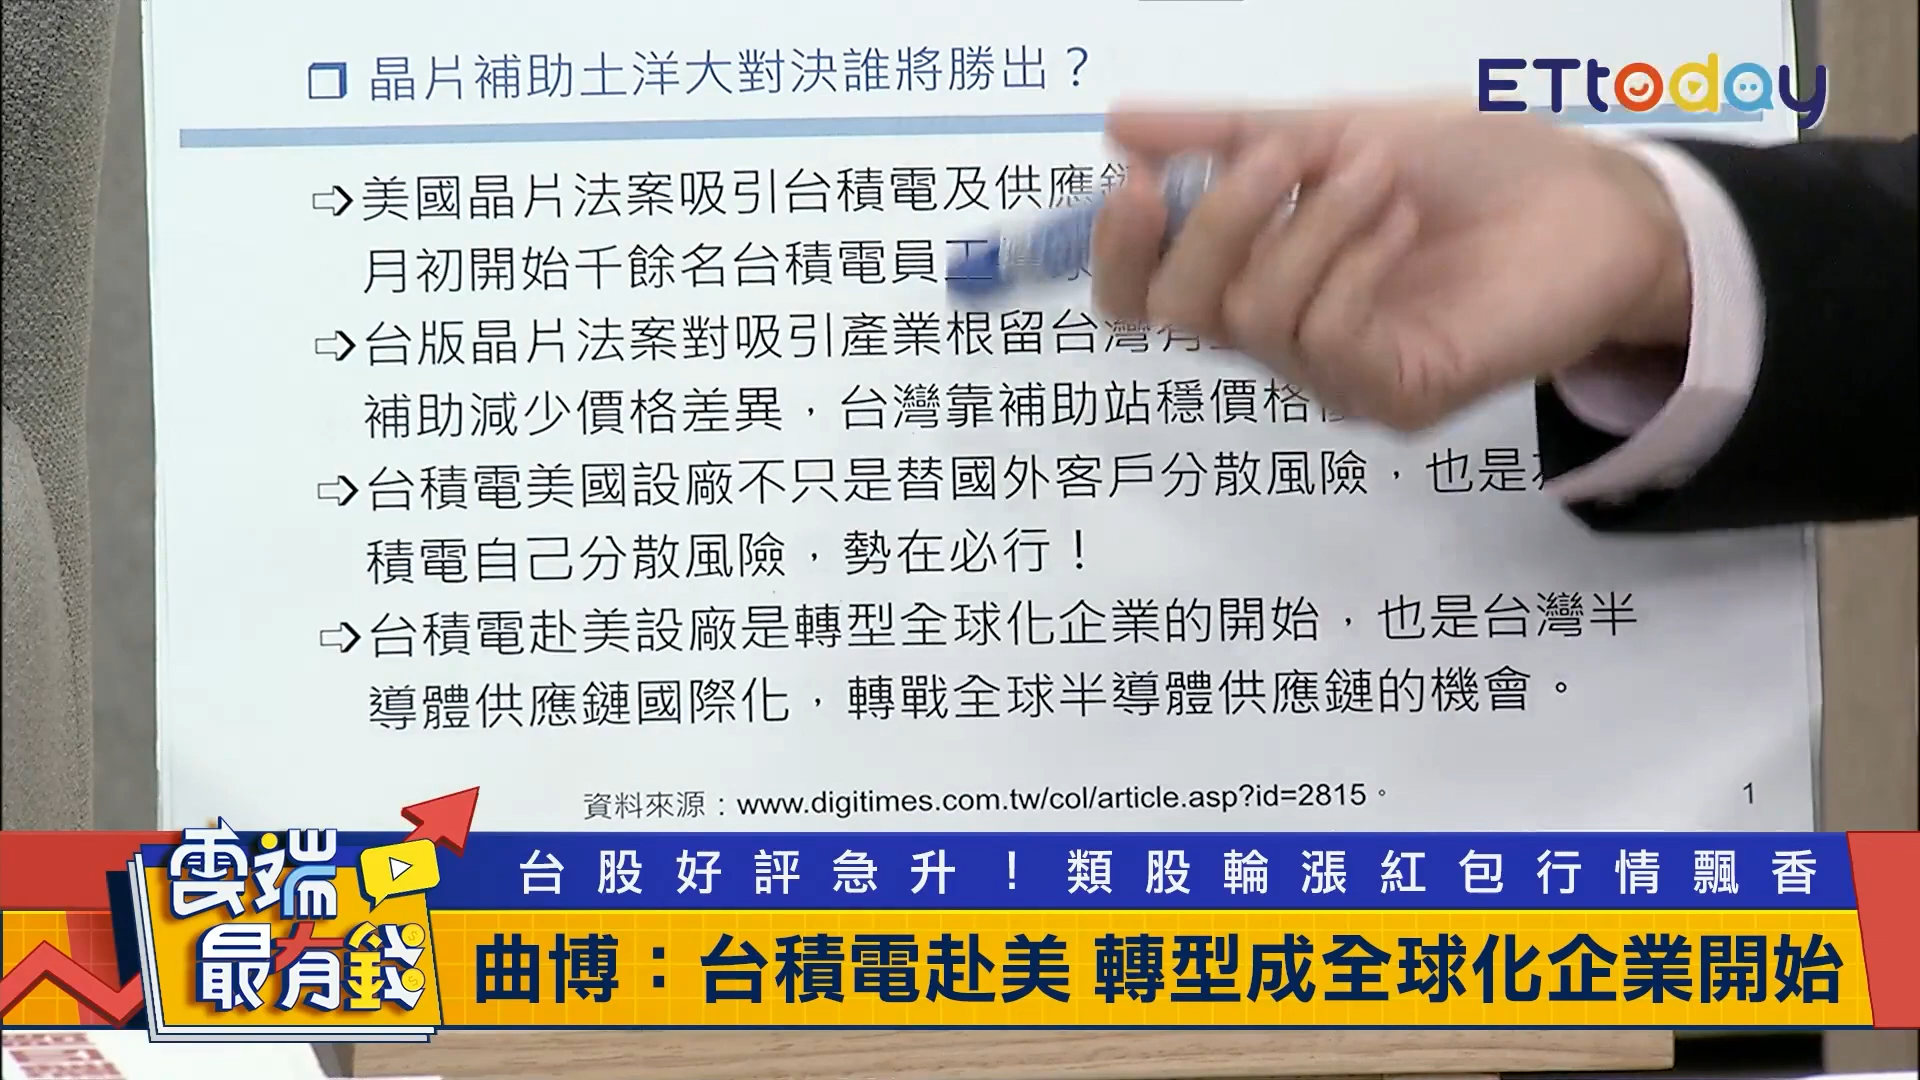 晶片補助土洋大對決誰將勝出？
ETtoday
⇨美國晶片法案吸引台積電及供應
月初開始千餘名台積電員
⇨台版晶片法案對吸引產業根留台灣
補助減少價格差異，台灣靠補助站穩價格
⇨台積電美國設廠不只是替國外客戶分散風險，也是
積電自己分散風險，勢在必行！
⇨台積電赴美設廠是轉型全球化企業的開始，也是台灣半
導體供應鏈國際化，轉戰全球半導體供應鏈的機會。
資料來源：www.digitimes.com.tw/col/article.asp?id=2815。
1
雲端
最有錢
台股好評急升！類股輪漲紅包行情飄香
曲博：台積電赴美 轉型成全球化企業開始